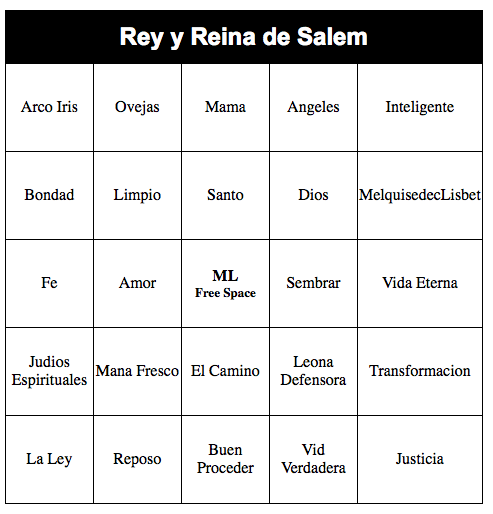 Rey y Reina de Salem
Arco Iris
Ovejas
Mama
Angeles
Inteligente
Bondad
Limpio
Santo
Dios
MelquisedecLisbet
Fe
Amor
ML
Free Space
Sembrar
Vida Eterna
Judios
Espirituales
Mana Fresco
El Camino
Leona
Defensora
Transformacion
La Ley
Reposo
Buen
Proceder
Vid
Verdadera
Justicia